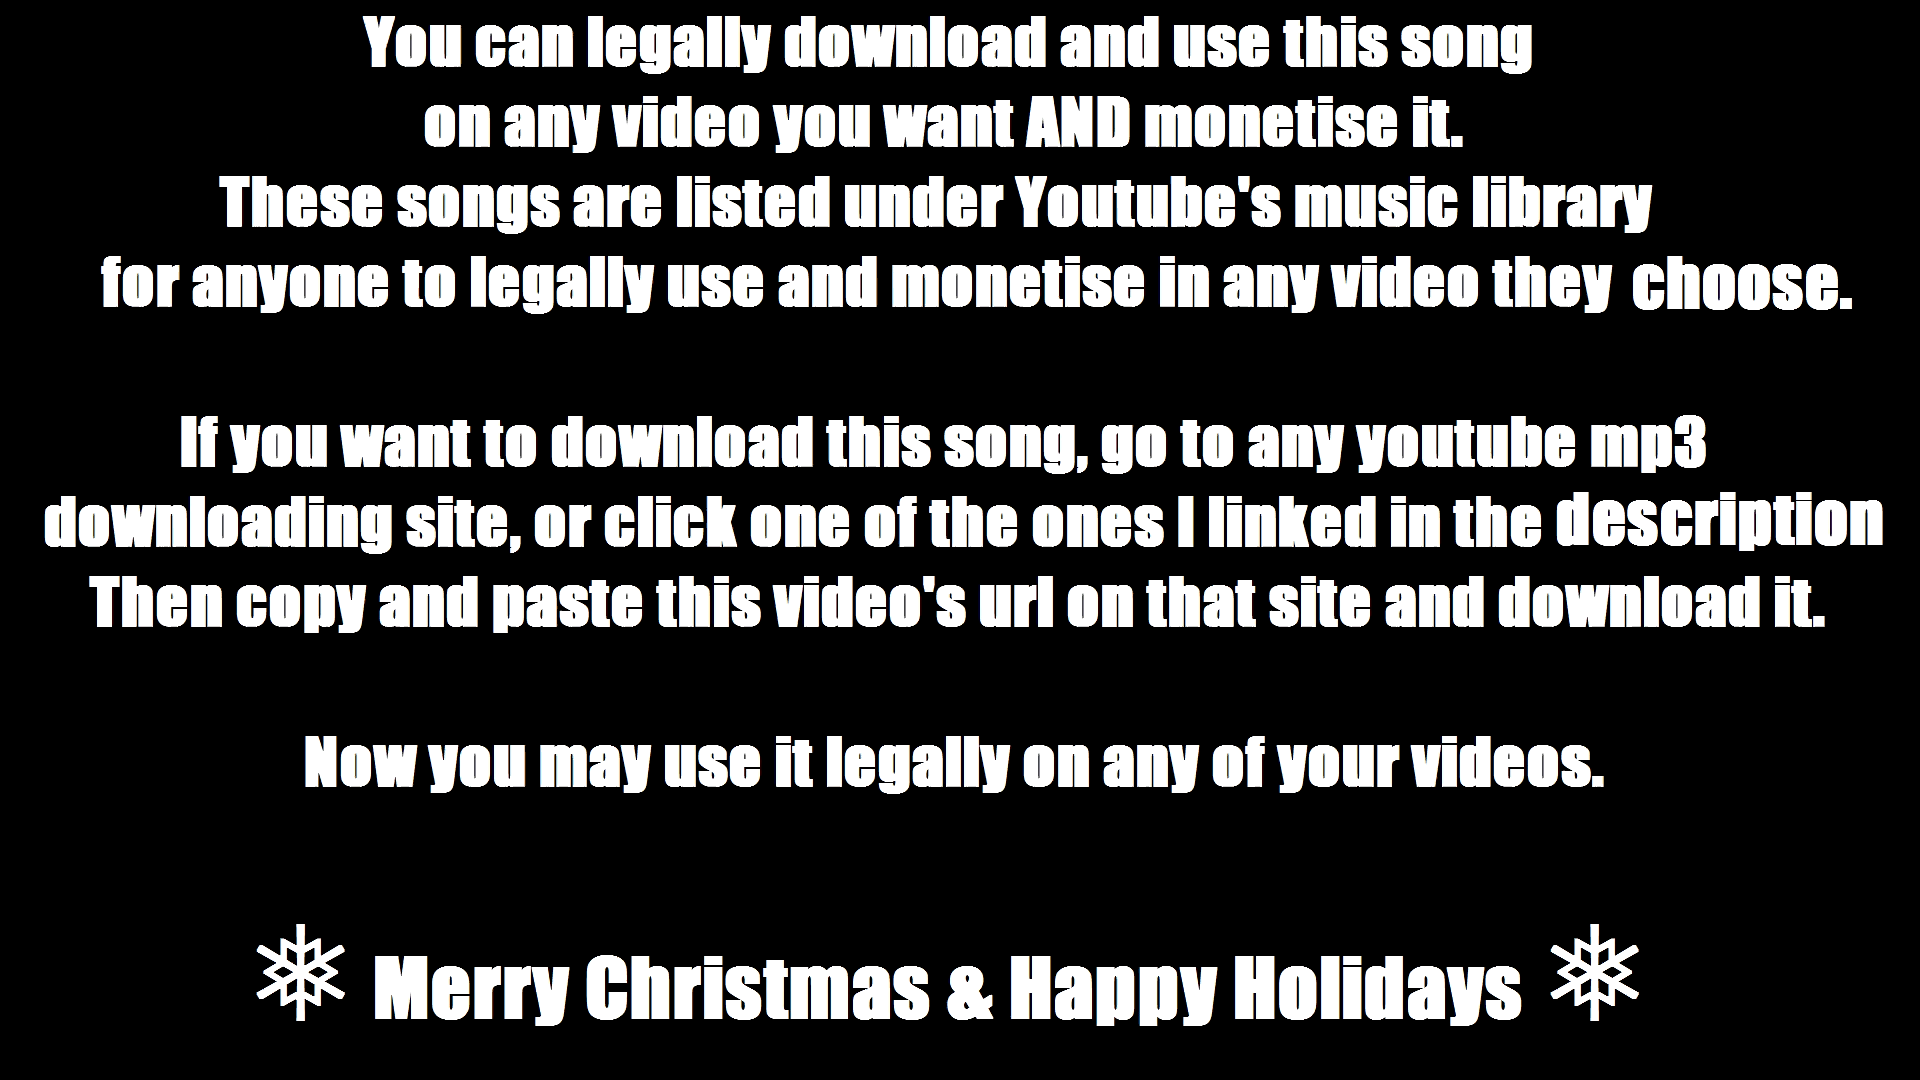 You can legally download and use this song
on any video you want AND monetise it.
These songs are listed under Youtube's music library
for anyone to legally use and monetise in any video they choose.
If you want to download this song, go to any youtube mp3
downloading site, or click one of the ones I linked in the description
Then copy and paste this video's url on that site and download it.
Now you may use it legally on any of your videos.
❄ Merry Christmas & Happy Holidays ❄